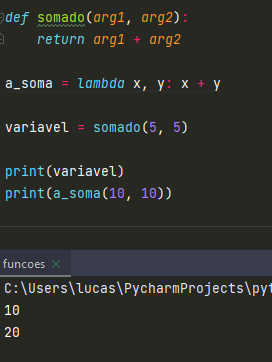 def somado(arg1, arg2):
return arg1 + arg2
a_soma = lambda x, y: x + y
variavel = somado(5, 5)
print(variavel)
print(a_soma(10, 10))
funcoes ×
C:\Users\lucas\PycharmProjects\pyt
10
20